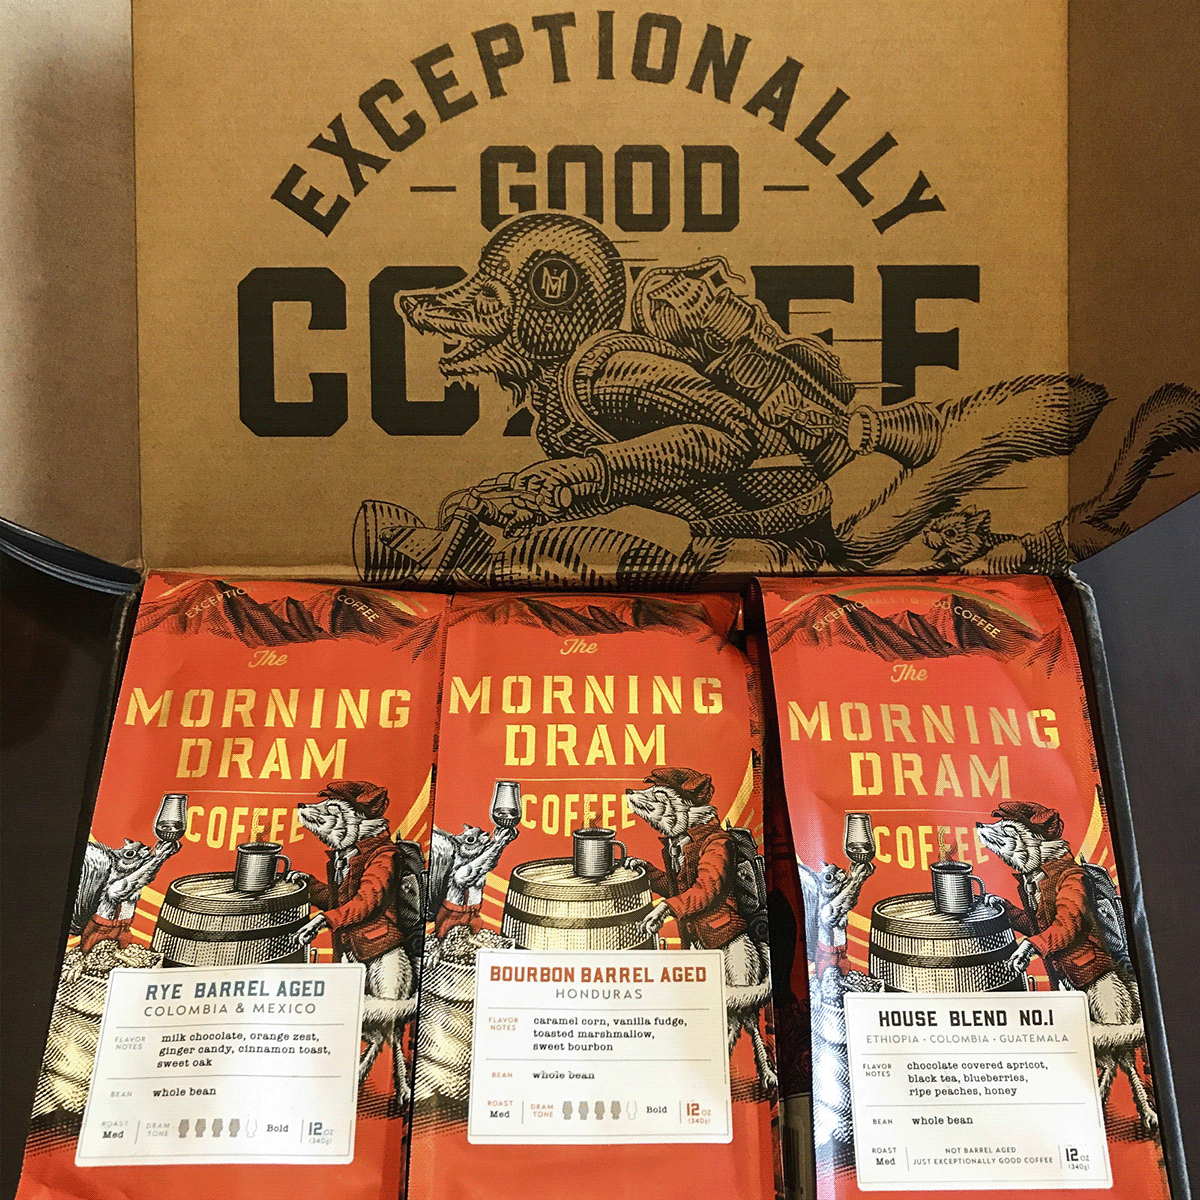 EXCEPTIONALLY
GOOD
COFFEE
EXCEPTIO COFFEE
The
MORNING
DRAM
COFFEE
RYE BARREL AGED
COLOMBIA & MEXICO
FLAVOR NOTES
milk chocolate, orange zest,
ginger candy, cinnamon toast,
sweet oak
BEAN whole bean
ROAST Med DRAM TONE Bold 12 OZ (340g)
The
MORNING
DRAM
COFFEE
BOURBON BARREL AGED
HONDURAS
FLAVOR NOTES
caramel corn, vanilla fudge,
toasted marshmallow,
sweet bourbon
BEAN whole bean
ROAST Med DRAM TONE Bold 12 OZ (340g)
EXCEPTIONALLY GOOD COFFEE
The
MORNING
DRAM
COFFEE
HOUSE BLEND NO.1
ETHIOPIA • COLOMBIA • GUATEMALA
FLAVOR NOTES
chocolate covered apricot,
black tea, blueberries,
ripe peaches, honey
BEAN whole bean
ROAST Med
NOT BARREL AGED
JUST EXCEPTIONALLY GOOD COFFEE
12 OZ (340g)